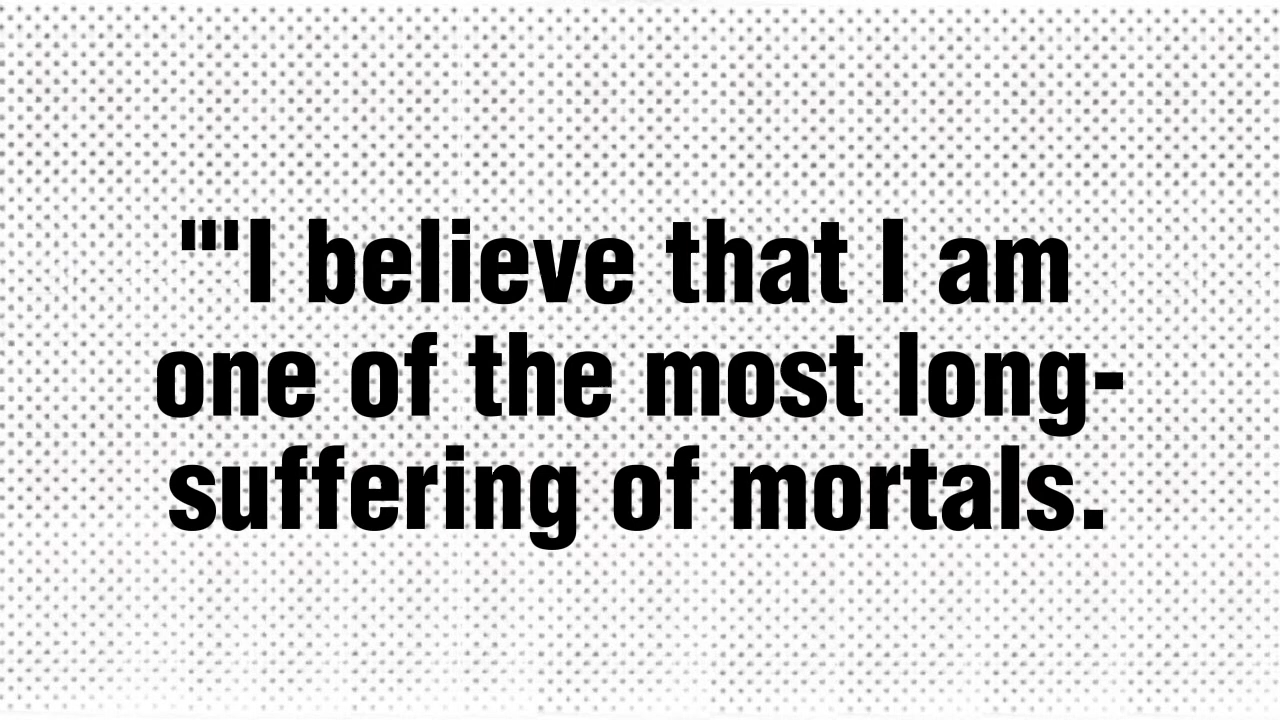 "'I believe that I am
one of the most long-
suffering of mortals.